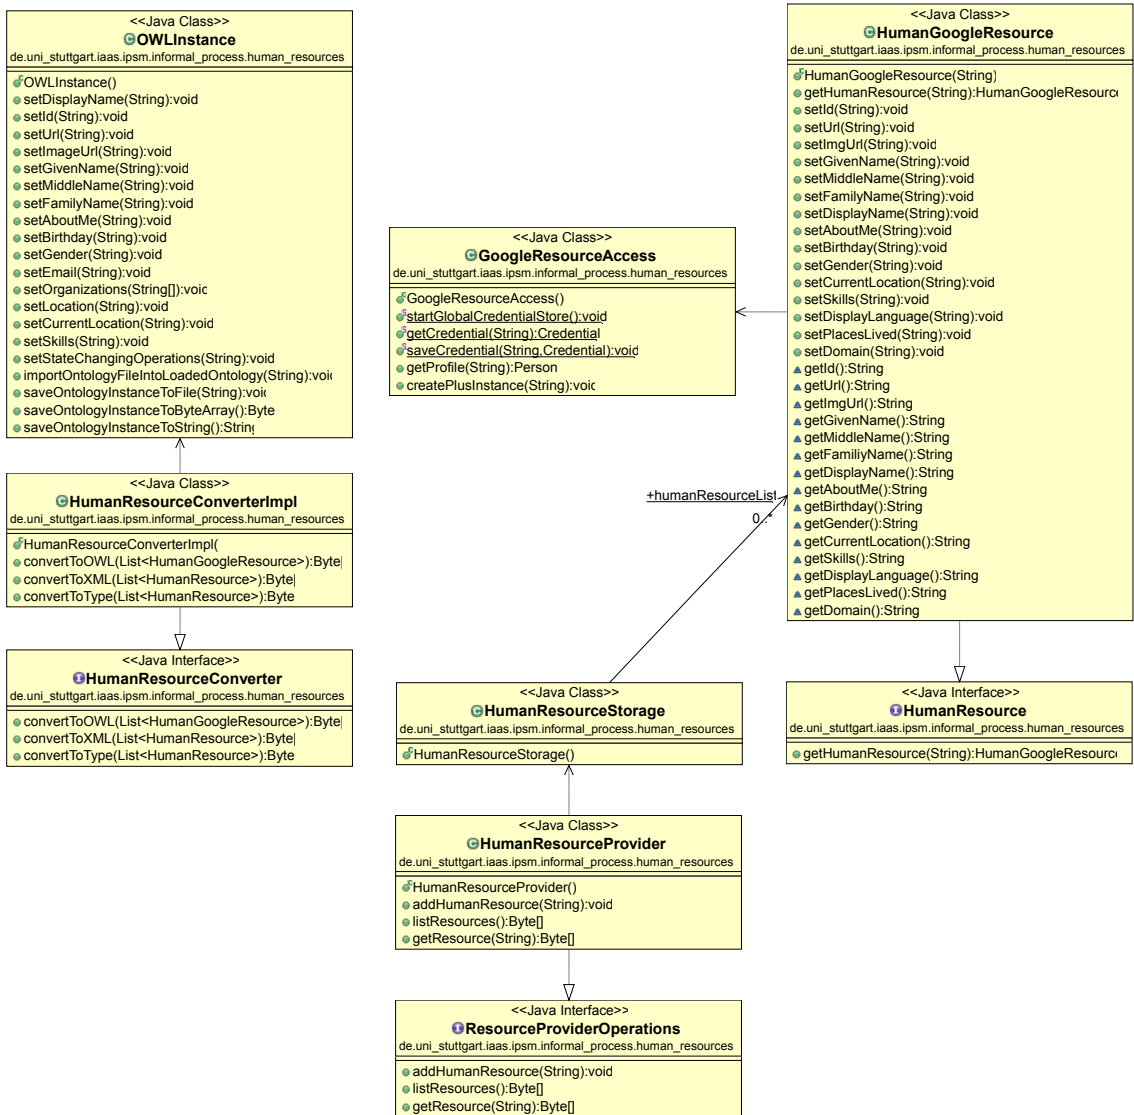 <<Java Class>>
OWLInstance
de.uni_stuttgart.iaas.ipsm.informal_process.human_resources
OWLInstance()
setDisplayName(String):void
setId(String):void
setUrl(String):void
setImageUrl(String):void
setGivenName(String):void
setMiddleName(String):void
setFamilyName(String):void
setAboutMe(String):void
setBirthday(String):void
setGender(String):void
setEmail(String):void
setOrganizations(String[]):void
setLocation(String):void
setCurrentLocation(String):void
setSkills(String):void
setStateChangingOperations(String):void
importOntologyFileIntoLoadedOntology(String):void
saveOntologyInstanceToFile(String):void
saveOntologyInstanceToByteArray():Byte
saveOntologyInstanceToString():String
<<Java Class>>
HumanResourceConverterImpl
de.uni_stuttgart.iaas.ipsm.informal_process.human_resources
HumanResourceConverterImpl(
convertToOWL(List<HumanGoogleResource>):Byte[
convertToXML(List<HumanResource>):Byte[
convertToType(List<HumanResource>):Byte
<<Java Interface>>
HumanResourceConverter
de.uni_stuttgart.iaas.ipsm.informal_process.human_resources
convertToOWL(List<HumanGoogleResource>):Byte[
convertToXML(List<HumanResource>):Byte[
convertToType(List<HumanResource>):Byte
<<Java Class>>
GoogleResourceAccess
de.uni_stuttgart.iaas.ipsm.informal_process.human_resources
GoogleResourceAccess()
startGlobalCredentialStore():void
getCredential(String):Credential
saveCredential(String,Credential):void
getProfile(String):Person
createPlusInstance(String):void
+humanResourceList
0..*
<<Java Class>>
HumanResourceStorage
de.uni_stuttgart.iaas.ipsm.informal_process.human_resources
HumanResourceStorage()
<<Java Class>>
HumanResourceProvider
de.uni_stuttgart.iaas.ipsm.informal_process.human_resources
HumanResourceProvider()
addHumanResource(String):void
listResources():Byte[]
getResource(String):Byte[]
<<Java Interface>>
ResourceProviderOperations
de.uni_stuttgart.iaas.ipsm.informal_process.human_resources
addHumanResource(String):void
listResources():Byte[]
getResource(String):Byte[]
<<Java Class>>
HumanGoogleResource
de.uni_stuttgart.iaas.ipsm.informal_process.human_resources
HumanGoogleResource(String)
getHumanResource(String):HumanGoogleResource
setId(String):void
setUrl(String):void
setImgUrl(String):void
setGivenName(String):void
setMiddleName(String):void
setFamilyName(String):void
setDisplayName(String):void
setAboutMe(String):void
setBirthday(String):void
setGender(String):void
setCurrentLocation(String):void
setSkills(String):void
setDisplayLanguage(String):void
setPlacesLived(String):void
setDomain(String):void
getId():String
getUrl():String
getImgUrl():String
getGivenName():String
getMiddleName():String
getFamiliyName():String
getDisplayName():String
getAboutMe():String
getBirthday():String
getGender():String
getCurrentLocation():String
getSkills():String
getDisplayLanguage():String
getPlacesLived():String
getDomain():String
<<Java Interface>>
HumanResource
de.uni_stuttgart.iaas.ipsm.informal_process.human_resources
getHumanResource(String):HumanGoogleResource